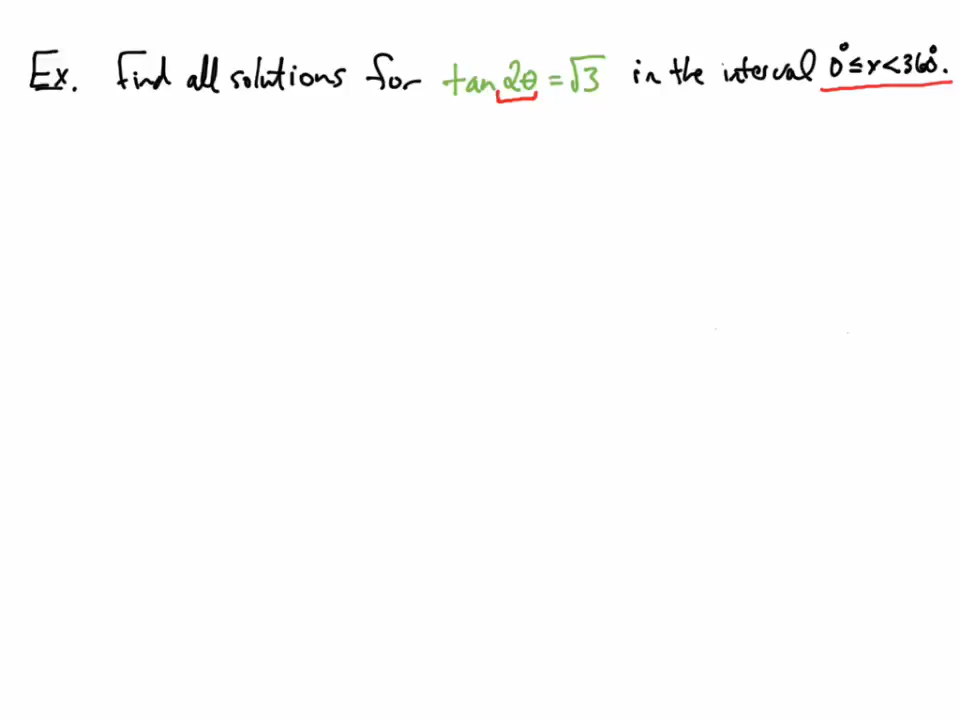 Ex. Find all solutions for tan 2θ = √3 in the interval 0° ≤ x < 360°.